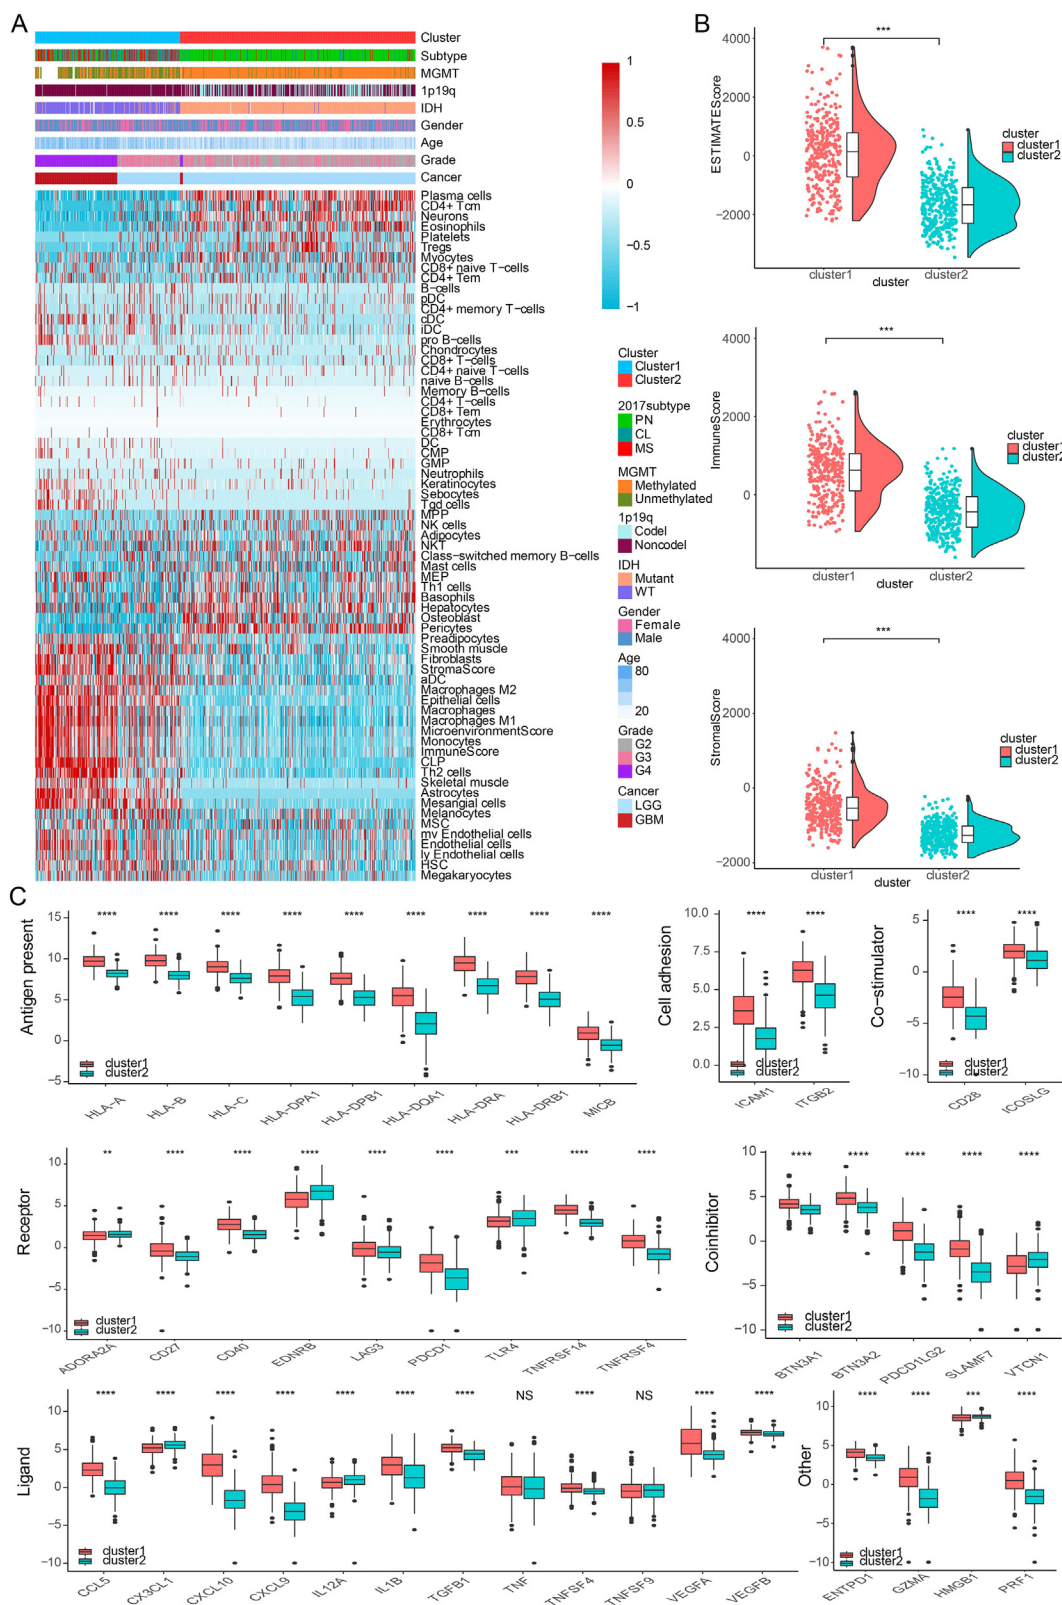 A
Cluster
Subtype
MGMT
1p19q
IDH
Gender
Age
Grade
Cancer
Plasma cells
CD4+ Tcm
Neurons
Eosinophils
Platelets
Tregs
Myocytes
CD8+ naive T-cells
CD4+ Tem
B-cells
pDC
CD4+ memory T-cells
cDC
iDC
pro B-cells
Chondrocytes
CD8+ T-cells
CD4+ naive T-cells
naive B-cells
Memory B-cells
CD4+ T-cells
CD8+ Tem
Erythrocytes
CD8+ Tcm
DC
CMP
GMP
Neutrophils
Keratinocytes
Sebocytes
Tgd cells
MPP
NK cells
Adipocytes
NKT
Class-switched memory B-cells
Mast cells
MEP
Th1 cells
Basophils
Hepatocytes
Osteoblast
Pericytes
Preadipocytes
Smooth muscle
Fibroblasts
StromaScore
aDC
Macrophages M2
Epithelial cells
Macrophages
Macrophages M1
MicroenvironmentScore
Monocytes
ImmuneScore
CLP
Th2 cells
Skeletal muscle
Astrocytes
Mesangial cells
Melanocytes
MSC
mv Endothelial cells
Endothelial cells
ly Endothelial cells
HSC
Megakaryocytes
1
0.5
0
−0.5
−1
Cluster
Cluster1
Cluster2
2017subtype
PN
CL
MS
MGMT
Methylated
Unmethylated
1p19q
Codel
Noncodel
IDH
Mutant
WT
Gender
Female
Male
Age
80
20
Grade
G2
G3
G4
Cancer
LGG
GBM
B
4000
2000
0
−2000
ESTIMATEScore
***
cluster1
cluster2
cluster
cluster
cluster1
cluster2
4000
2000
0
ImmuneScore
***
cluster1
cluster2
cluster
cluster
cluster1
cluster2
4000
2000
0
−2000
StromalScore
***
cluster1
cluster2
cluster
cluster
cluster1
cluster2
C
Antigen present
15
10
5
0
−5
**** **** **** **** **** **** **** **** ****
cluster1
cluster2
HLA−A HLA−B HLA−C HLA−DPA1 HLA−DPB1 HLA−DQA1 HLA−DRA HLA−DRB1 MICB
Cell adhesion
10.0
7.5
5.0
2.5
0.0
**** ****
cluster1
cluster2
ICAM1 ITGB2
Co−stimulator
5
0
−5
−10
**** ****
cluster1
cluster2
CD28 ICOSLG
Receptor
5
0
−5
−10
** **** **** **** **** **** *** **** ****
cluster1
cluster2
ADORA2A CD27 CD40 EDNRB LAG3 PDCD1 TLR4 TNFRSF14 TNFRSF4
Coinhibitor
10
5
0
−5
−10
**** **** **** **** ****
cluster1
cluster2
BTN3A1 BTN3A2 PDCD1LG2 SLAMF7 VTCN1
Ligand
10
5
0
−5
−10
**** **** **** **** **** **** **** NS **** NS **** ****
cluster1
cluster2
CCL5 CX3CL1 CXCL10 CXCL9 IL12A IL1B TGFB1 TNF TNFSF4 TNFSF9 VEGFA VEGFB
Other
10
5
0
−5
−10
**** **** *** ****
cluster1
cluster2
ENTPD1 GZMA HMGB1 PRF1